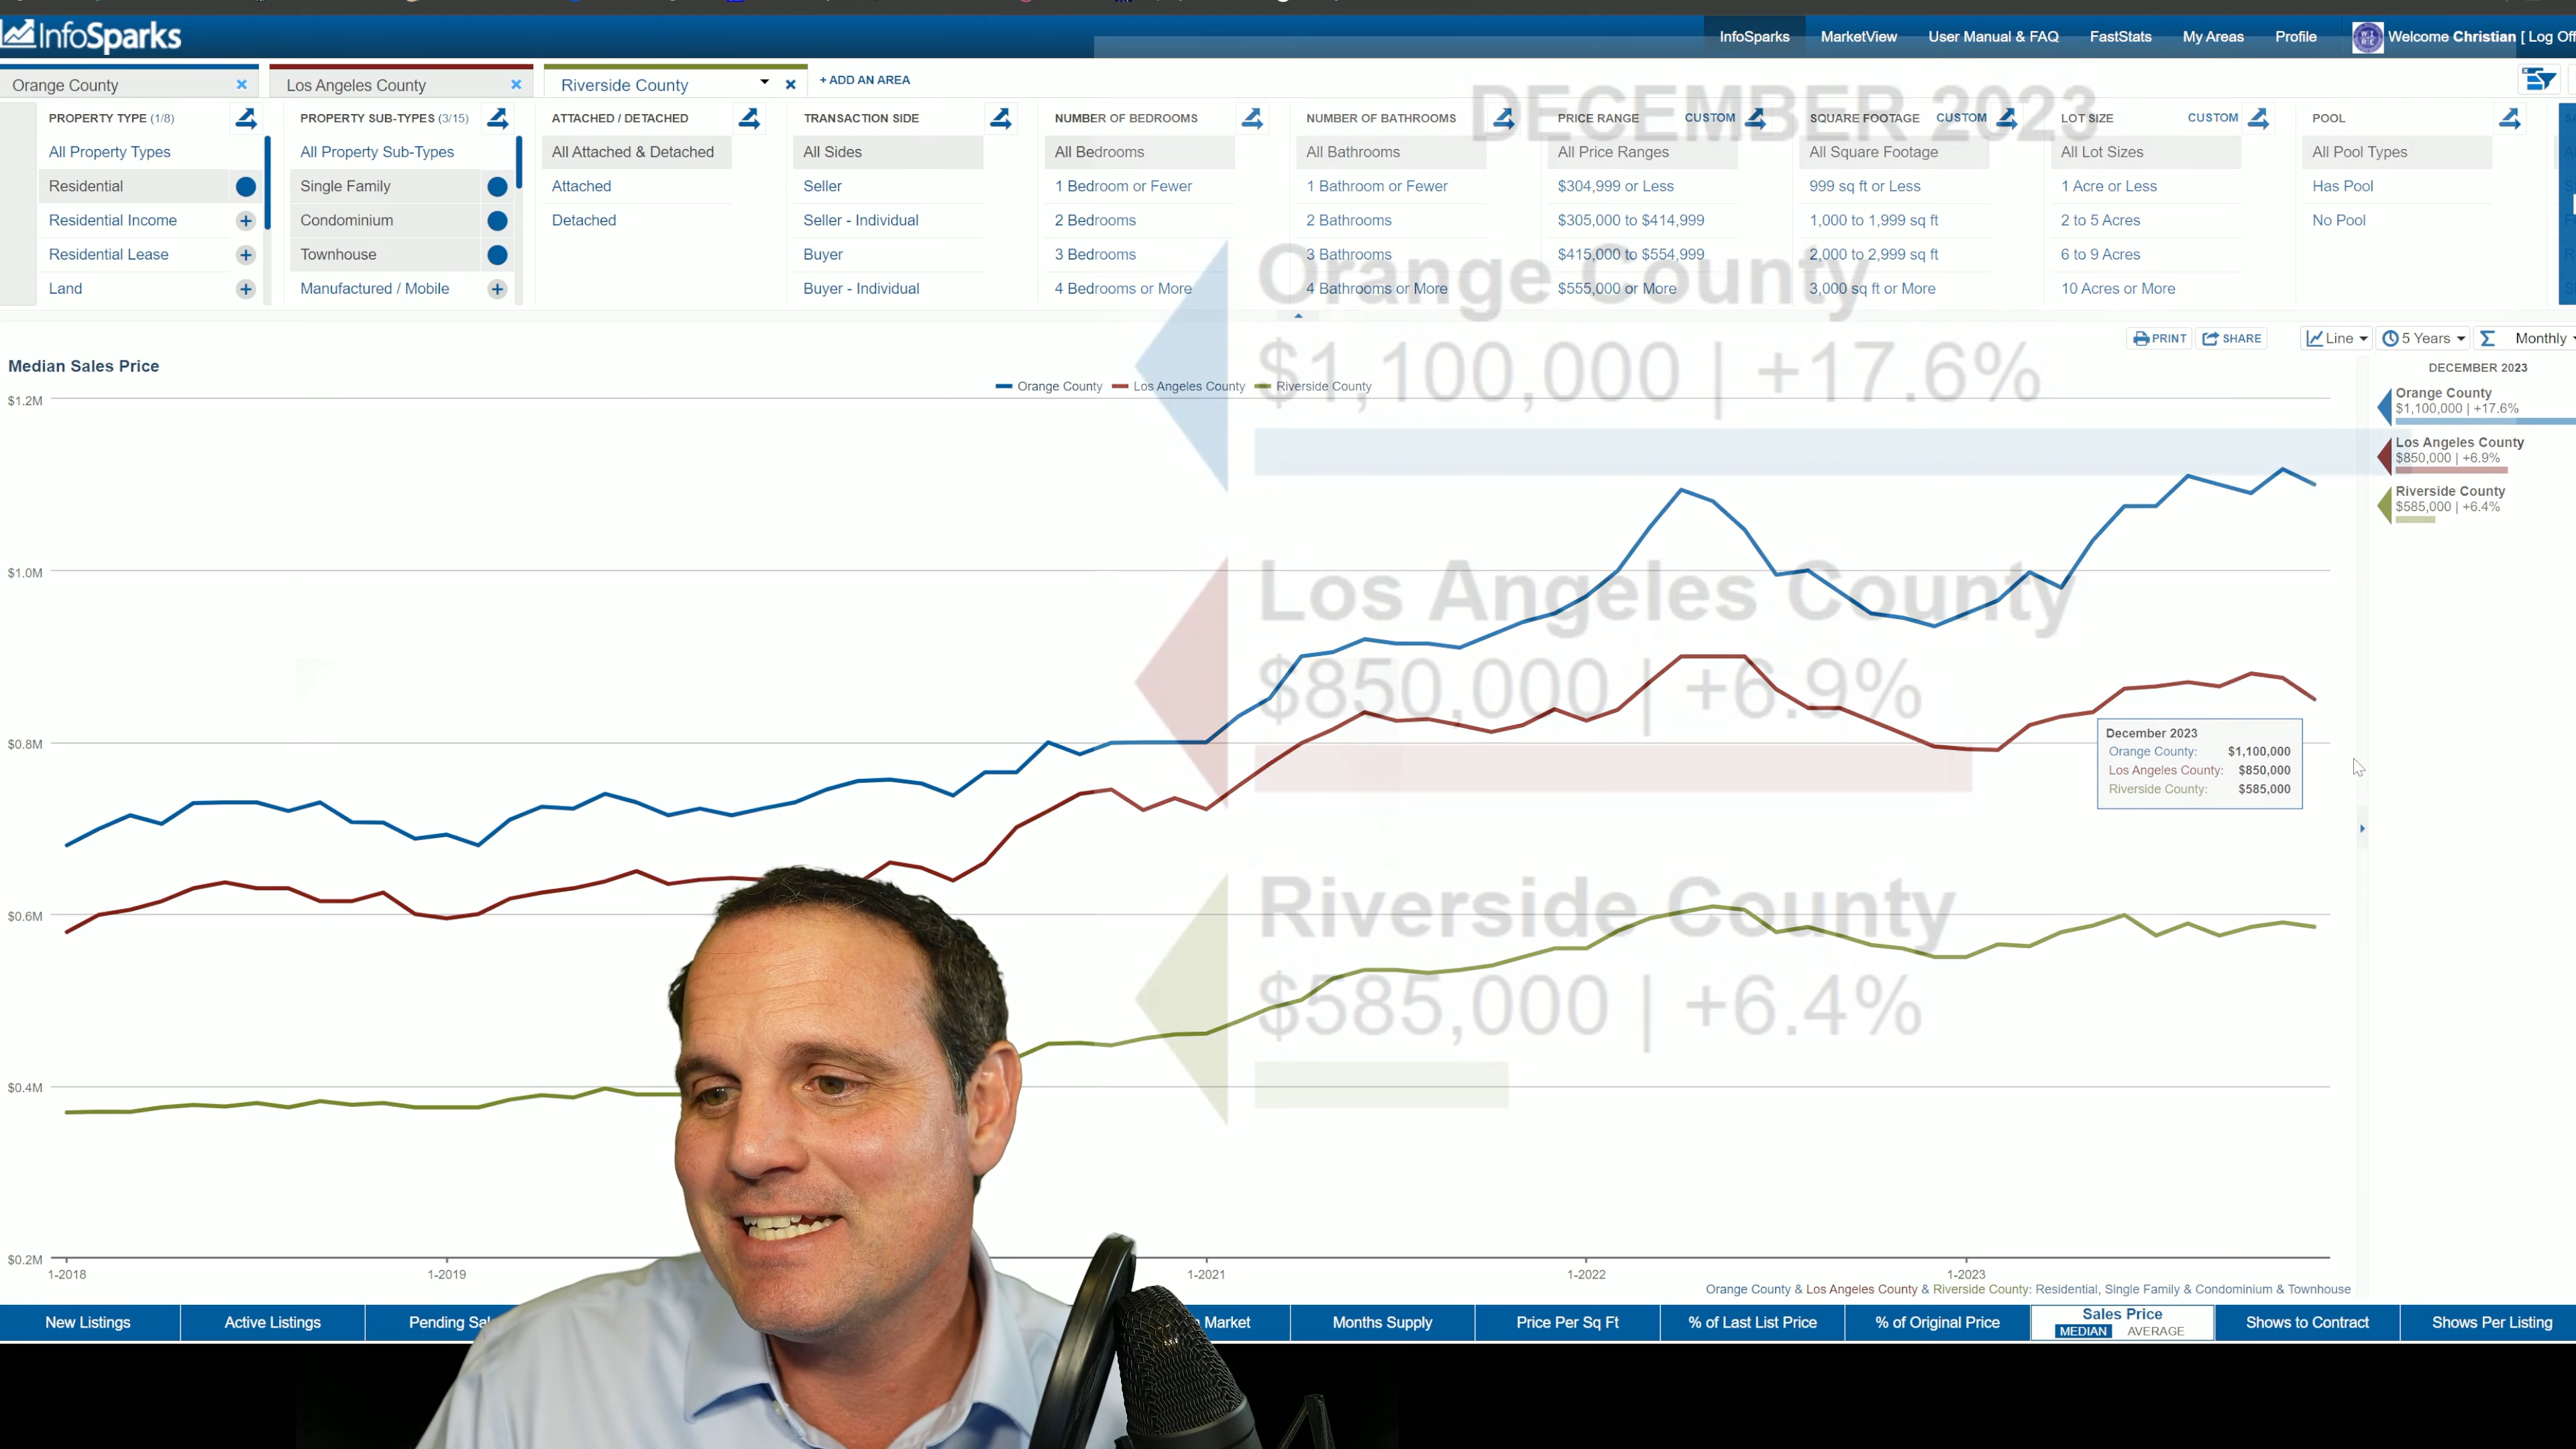 InfoSparks
InfoSparks MarketView User Manual & FAQ FastStats My Areas Profile Welcome Christian [ Log Off
Orange County Los Angeles County Riverside County + ADD AN AREA
PROPERTY TYPE (1/8)
All Property Types
Residential
Residential Income
Residential Lease
Land
PROPERTY SUB-TYPES (3/15)
All Property Sub-Types
Single Family
Condominium
Townhouse
Manufactured / Mobile
ATTACHED / DETACHED
All Attached & Detached
Attached
Detached
TRANSACTION SIDE
All Sides
Seller
Seller - Individual
Buyer
Buyer - Individual
NUMBER OF BEDROOMS
All Bedrooms
1 Bedroom or Fewer
2 Bedrooms
3 Bedrooms
4 Bedrooms or More
NUMBER OF BATHROOMS
All Bathrooms
1 Bathroom or Fewer
2 Bathrooms
3 Bathrooms
4 Bathrooms or More
PRICE RANGE CUSTOM
All Price Ranges
$304,999 or Less
$305,000 to $414,999
$415,000 to $554,999
$555,000 or More
SQUARE FOOTAGE CUSTOM
All Square Footage
999 sq ft or Less
1,000 to 1,999 sq ft
2,000 to 2,999 sq ft
3,000 sq ft or More
LOT SIZE CUSTOM
All Lot Sizes
1 Acre or Less
2 to 5 Acres
6 to 9 Acres
10 Acres or More
POOL
All Pool Types
Has Pool
No Pool
DECEMBER 2023
Orange County
$1,100,000 | +17.6%
Los Angeles County
$850,000 | +6.9%
Riverside County
$585,000 | +6.4%
PRINT SHARE Line 5 Years Monthly
Median Sales Price
Orange County Los Angeles County Riverside County
DECEMBER 2023
Orange County
$1,100,000 | +17.6%
Los Angeles County
$850,000 | +6.9%
Riverside County
$585,000 | +6.4%
$1.2M
$1.0M
$0.8M
$0.6M
$0.4M
$0.2M
December 2023
Orange County: $1,100,000
Los Angeles County: $850,000
Riverside County: $585,000
1-2018 1-2019 1-2021 1-2022 1-2023
Orange County & Los Angeles County & Riverside County: Residential, Single Family & Condominium & Townhouse
New Listings Active Listings Pending Sal Market Months Supply Price Per Sq Ft % of Last List Price % of Original Price Sales Price Shows to Contract Shows Per Listing
MEDIAN AVERAGE